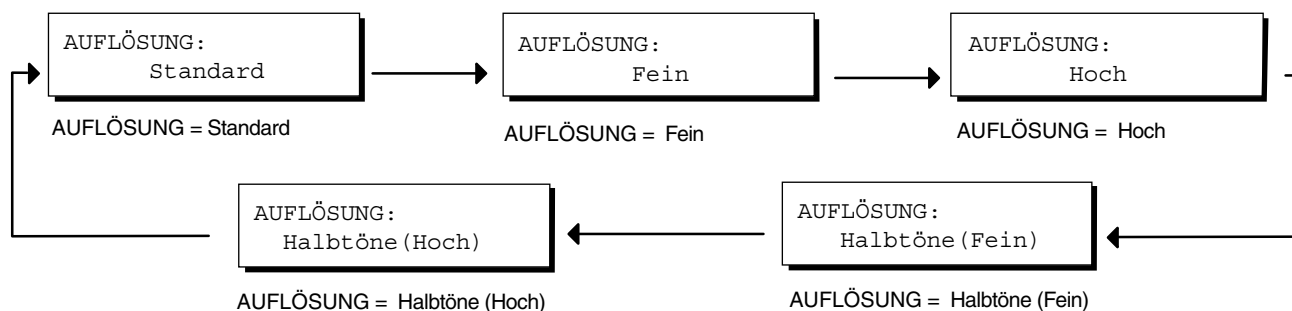 AUFLÖSUNG:
Standard
AUFLÖSUNG = Standard
AUFLÖSUNG:
Fein
AUFLÖSUNG = Fein
AUFLÖSUNG:
Hoch
AUFLÖSUNG = Hoch
AUFLÖSUNG:
Halbtöne(Hoch)
AUFLÖSUNG = Halbtöne (Hoch)
AUFLÖSUNG:
Halbtöne(Fein)
AUFLÖSUNG = Halbtöne (Fein)